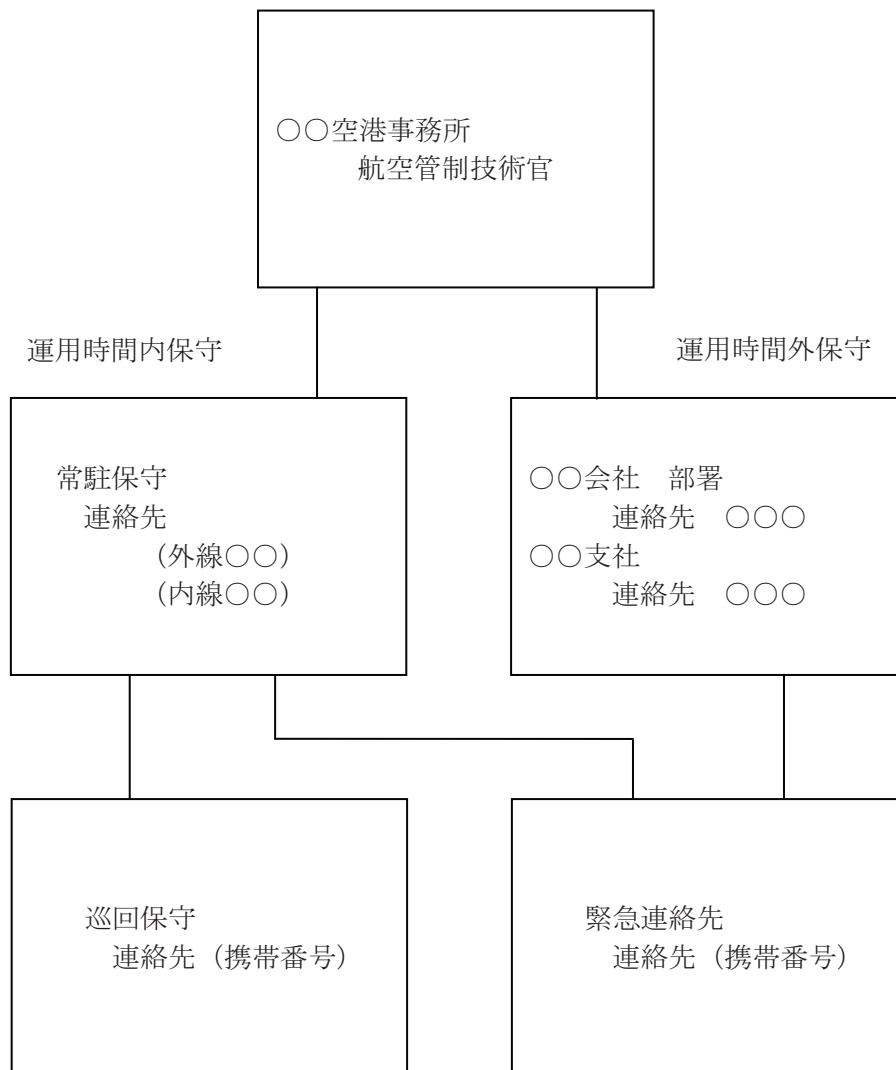 ○○空港事務所
航空管制技術官
運用時間内保守
運用時間外保守
常駐保守
連絡先
（外線○○）
（内線○○）
○○会社　部署
連絡先　○○○
○○支社
連絡先　○○○
巡回保守
連絡先（携帯番号）
緊急連絡先
連絡先（携帯番号）